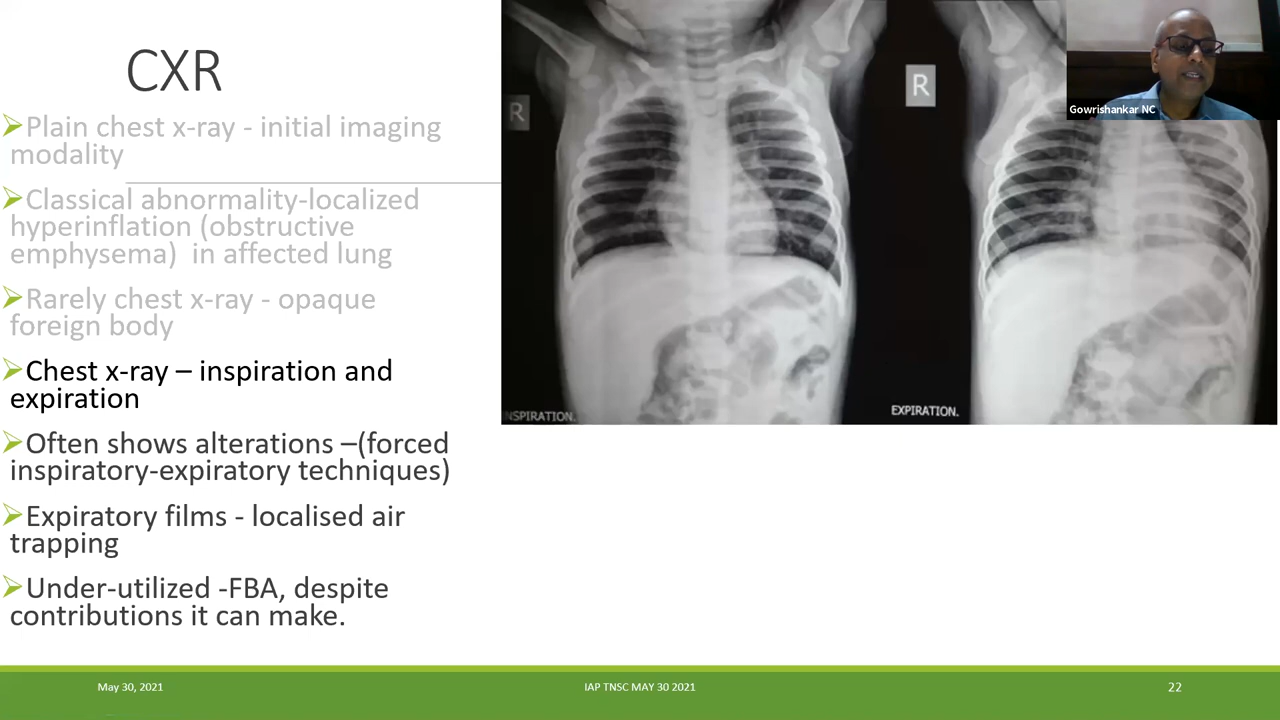 CXR
Plain chest x-ray - initial imaging
modality
Classical abnormality-localized
hyperinflation (obstructive
emphysema)  in affected lung
Rarely chest x-ray - opaque
foreign body
Chest x-ray – inspiration and
expiration
Often shows alterations –(forced
inspiratory-expiratory techniques)
Expiratory films - localised air
trapping
Under-utilized -FBA, despite
contributions it can make.
R
NSPIRATION.
R
EXPIRATION.
Gowrishankar NC
May 30, 2021
IAP TNSC MAY 30 2021
22